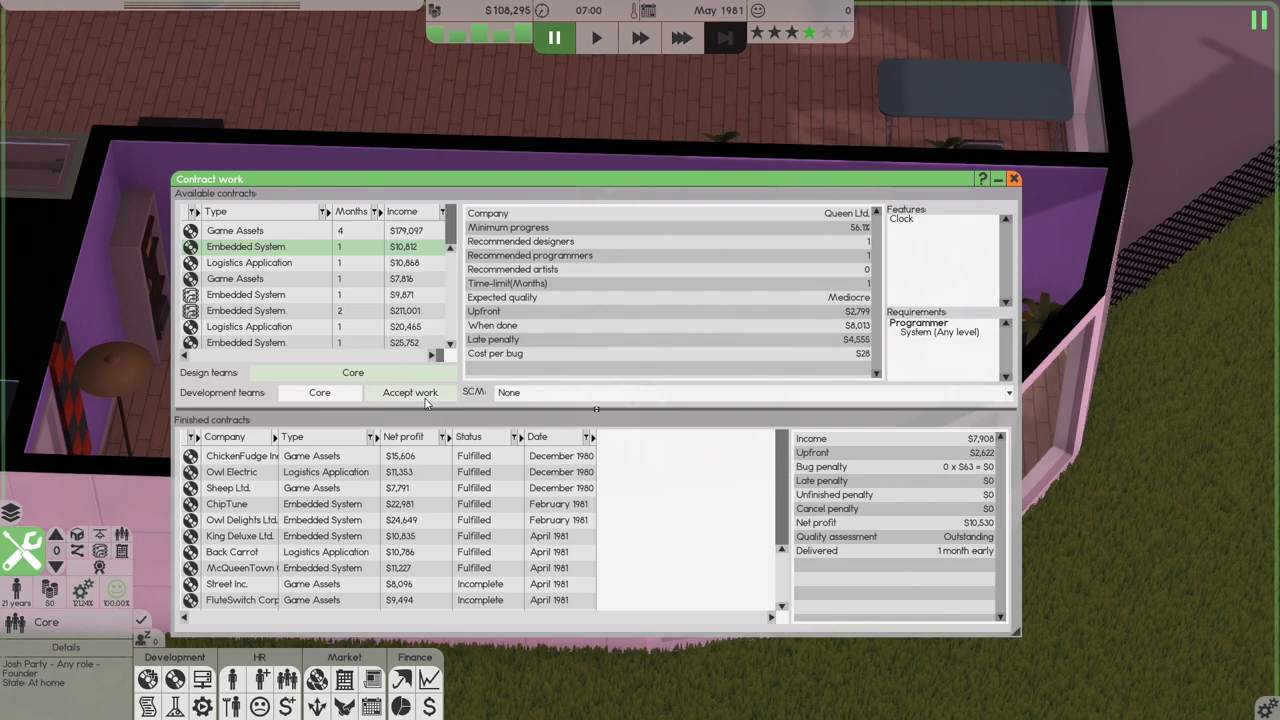 $108,295
07:00
May 1981
0
Contract work
Available contracts:
Type Months Income
Game Assets 4 $179,097
Embedded System 1 $10,812
Logistics Application 1 $10,868
Game Assets 1 $7,816
Embedded System 1 $9,871
Embedded System 2 $211,001
Logistics Application 1 $20,465
Embedded System 1 $25,752
Company Queen Ltd.
Minimum progress 56.1%
Recommended designers 1
Recommended programmers 1
Recommended artists 0
Time-limit(Months) 1
Expected quality Mediocre
Upfront $2,799
When done $8,013
Late penalty $4,555
Cost per bug $28
Features:
Clock
Requirements:
Programmer
System (Any level)
Design teams: Core
Development teams: Core Accept work
SCM: None
Finished contracts:
Company Type Net profit Status Date
ChickenFudge In Game Assets $15,606 Fulfilled December 1980
Owl Electric Logistics Application $11,353 Fulfilled December 1980
Sheep Ltd. Game Assets $7,791 Fulfilled December 1980
ChipTune Embedded System $22,981 Fulfilled February 1981
Owl Delights Ltd. Embedded System $24,649 Fulfilled February 1981
King Deluxe Ltd. Embedded System $10,835 Fulfilled April 1981
Back Carrot Logistics Application $10,786 Fulfilled April 1981
McQueenTown Embedded System $11,227 Fulfilled April 1981
Street Inc. Game Assets $8,096 Incomplete April 1981
FluteSwitch Corp Game Assets $9,494 Incomplete April 1981
Income $7,908
Upfront $2,622
Bug penalty 0 x $63 = $0
Late penalty $0
Unfinished penalty $0
Cancel penalty $0
Net profit $10,530
Quality assessment Outstanding
Delivered 1 month early
0
21 years $0 121.24% 100.00%
Core
Details
Josh Party - Any role -
Founder
State: At home
Z 0
Development HR Market Finance